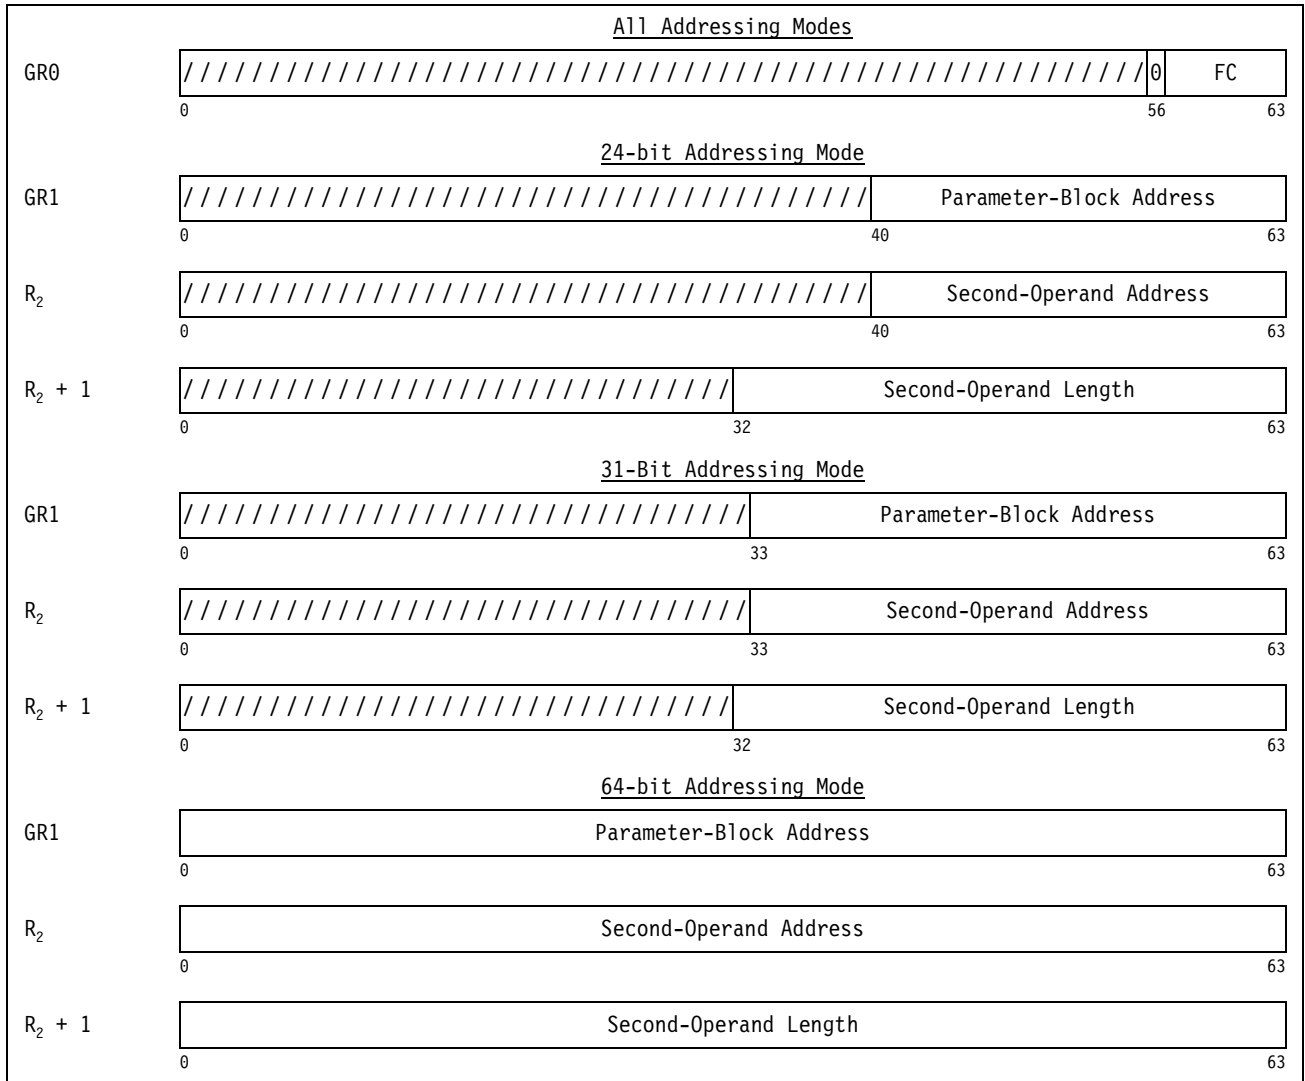 All Addressing Modes
GR0 ////////////////////////////////////////////////////////0 FC
0 56 63
24-bit Addressing Mode
GR1 //////////////////////////////////////// Parameter-Block Address
0 40 63
R₂ //////////////////////////////////////// Second-Operand Address
0 40 63
R₂ + 1 //////////////////////////////// Second-Operand Length
0 32 63
31-Bit Addressing Mode
GR1 ///////////////////////////////// Parameter-Block Address
0 33 63
R₂ ///////////////////////////////// Second-Operand Address
0 33 63
R₂ + 1 //////////////////////////////// Second-Operand Length
0 32 63
64-bit Addressing Mode
GR1 Parameter-Block Address
0 63
R₂ Second-Operand Address
0 63
R₂ + 1 Second-Operand Length
0 63